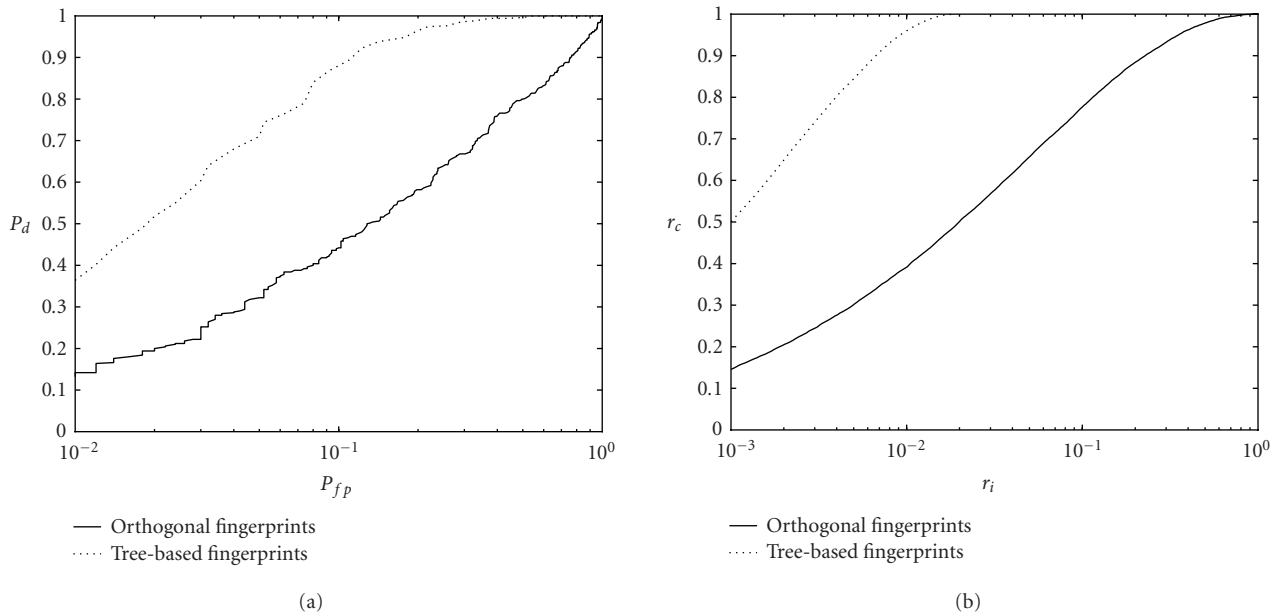 1
0.9
0.8
0.7
0.6
0.5
0.4
0.3
0.2
0.1
0
P_d
10^−2
10^−1
10^0
P_fp
Orthogonal fingerprints
Tree-based fingerprints
(a)
1
0.9
0.8
0.7
0.6
0.5
0.4
0.3
0.2
0.1
0
r_c
10^−3
10^−2
10^−1
10^0
r_i
Orthogonal fingerprints
Tree-based fingerprints
(b)